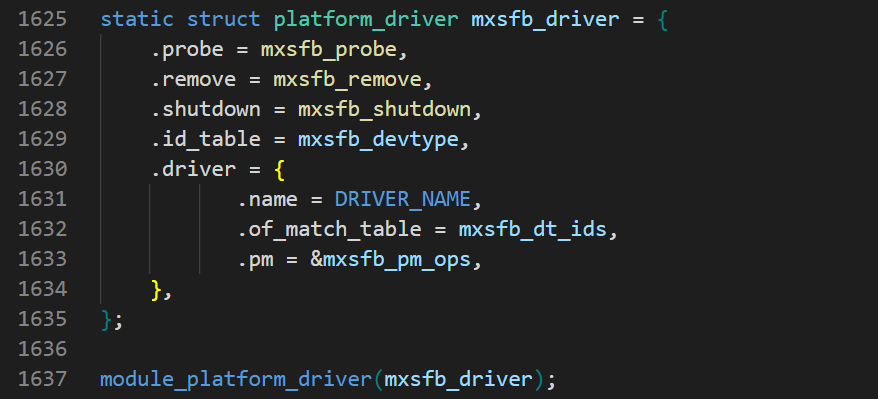 1625 static struct platform_driver mxsfb_driver = {
1626     .probe = mxsfb_probe,
1627     .remove = mxsfb_remove,
1628     .shutdown = mxsfb_shutdown,
1629     .id_table = mxsfb_devtype,
1630     .driver = {
1631            .name = DRIVER_NAME,
1632            .of_match_table = mxsfb_dt_ids,
1633            .pm = &mxsfb_pm_ops,
1634     },
1635 };
1636
1637 module_platform_driver(mxsfb_driver);